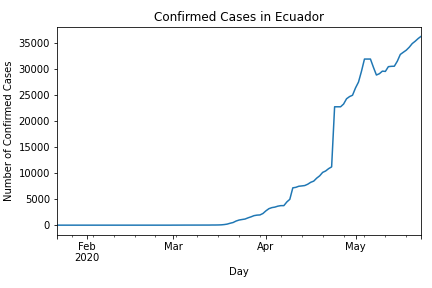 Confirmed Cases in Ecuador
Number of Confirmed Cases
35000
30000
25000
20000
15000
10000
5000
0
Feb
2020
Mar
Apr
May
Day